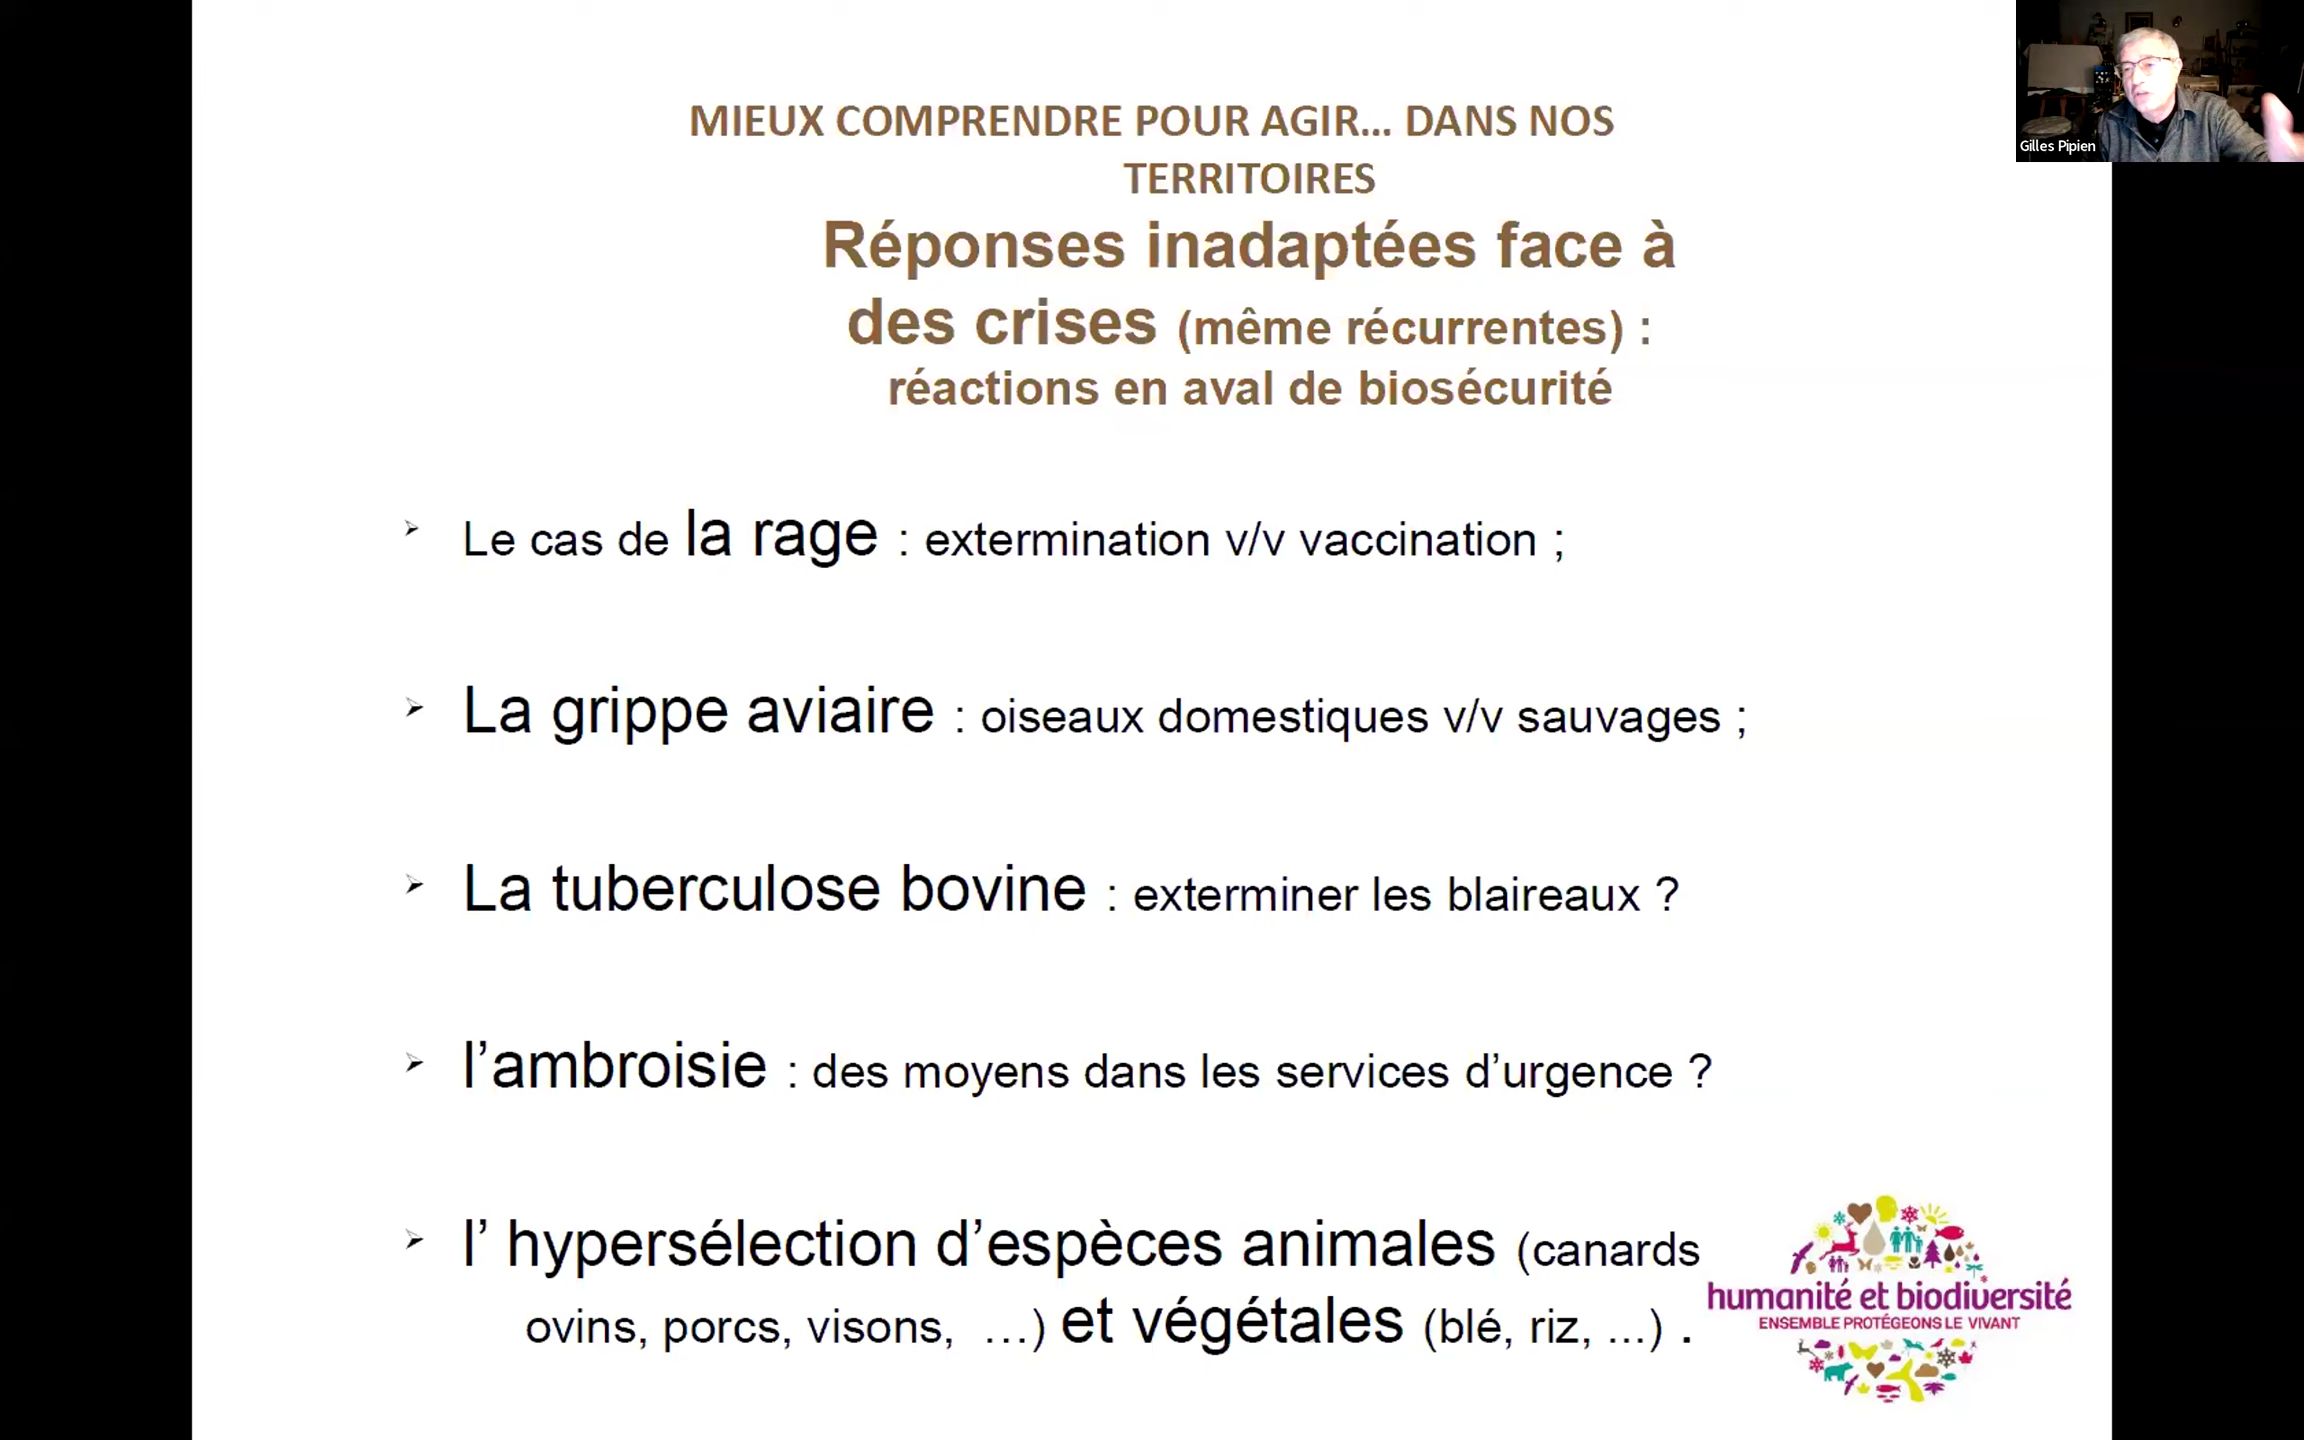 MIEUX COMPRENDRE POUR AGIR... DANS NOS
TERRITOIRES
Réponses inadaptées face à
des crises (même récurrentes) :
réactions en aval de biosécurité
Le cas de la rage : extermination v/v vaccination ;
La grippe aviaire : oiseaux domestiques v/v sauvages ;
La tuberculose bovine : exterminer les blaireaux ?
l’ambroisie : des moyens dans les services d’urgence ?
l’ hypersélection d’espèces animales (canards
ovins, porcs, visons, ...) et végétales (blé, riz, ...) .
humanité et biodiversité
ENSEMBLE PROTÉGEONS LE VIVANT
Gilles Pipien